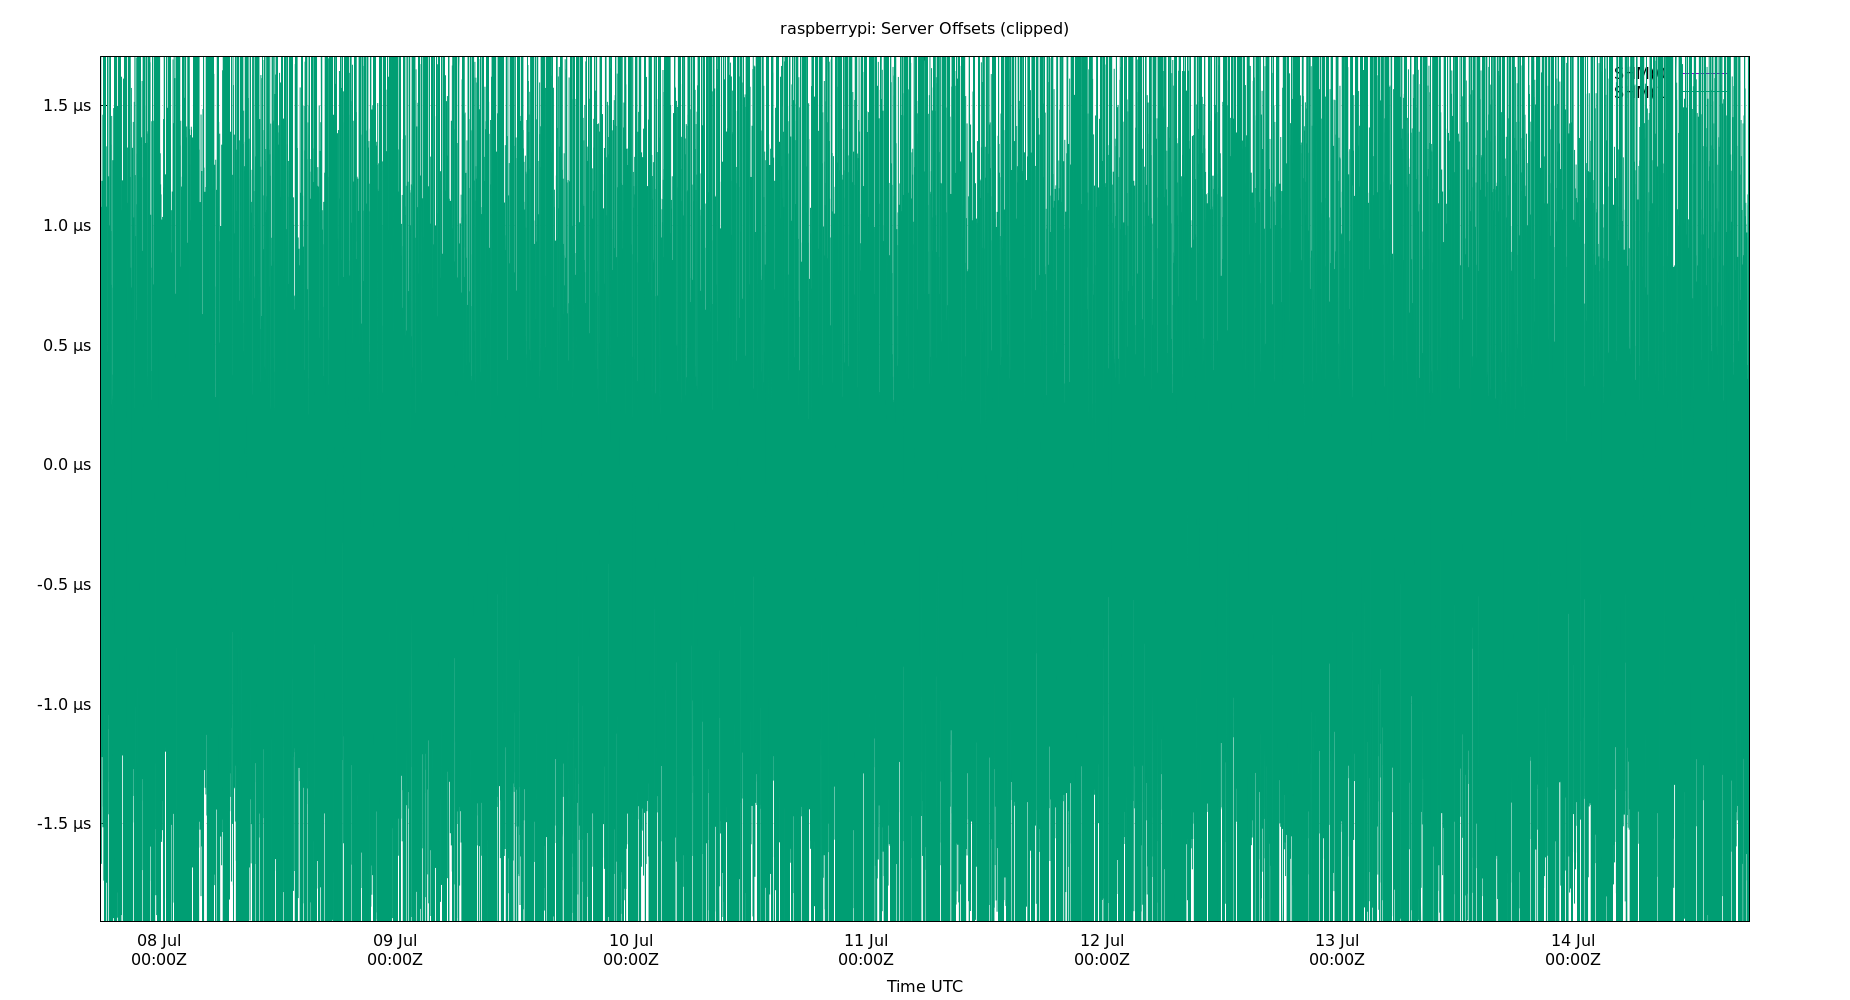 raspberrypi: Server Offsets (clipped)
1.5 µs
1.0 µs
0.5 µs
0.0 µs
-0.5 µs
-1.0 µs
-1.5 µs
08 Jul 09 Jul 10 Jul 11 Jul 12 Jul 13 Jul 14 Jul
00:00Z 00:00Z 00:00Z 00:00Z 00:00Z 00:00Z 00:00Z
Time UTC